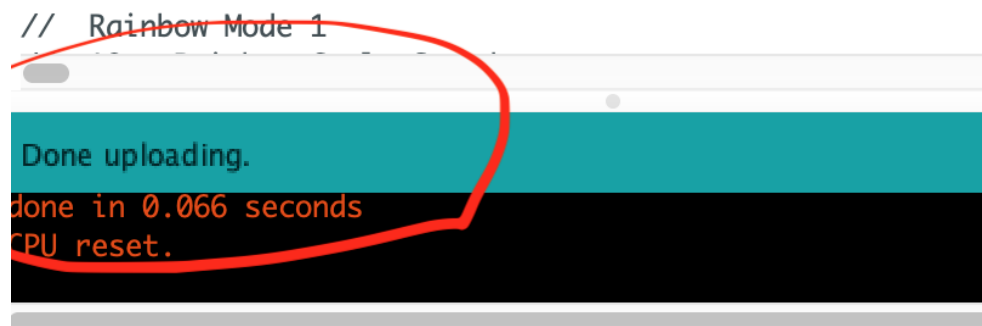 // Rainbow Mode 1
Done uploading.
done in 0.066 seconds
CPU reset.